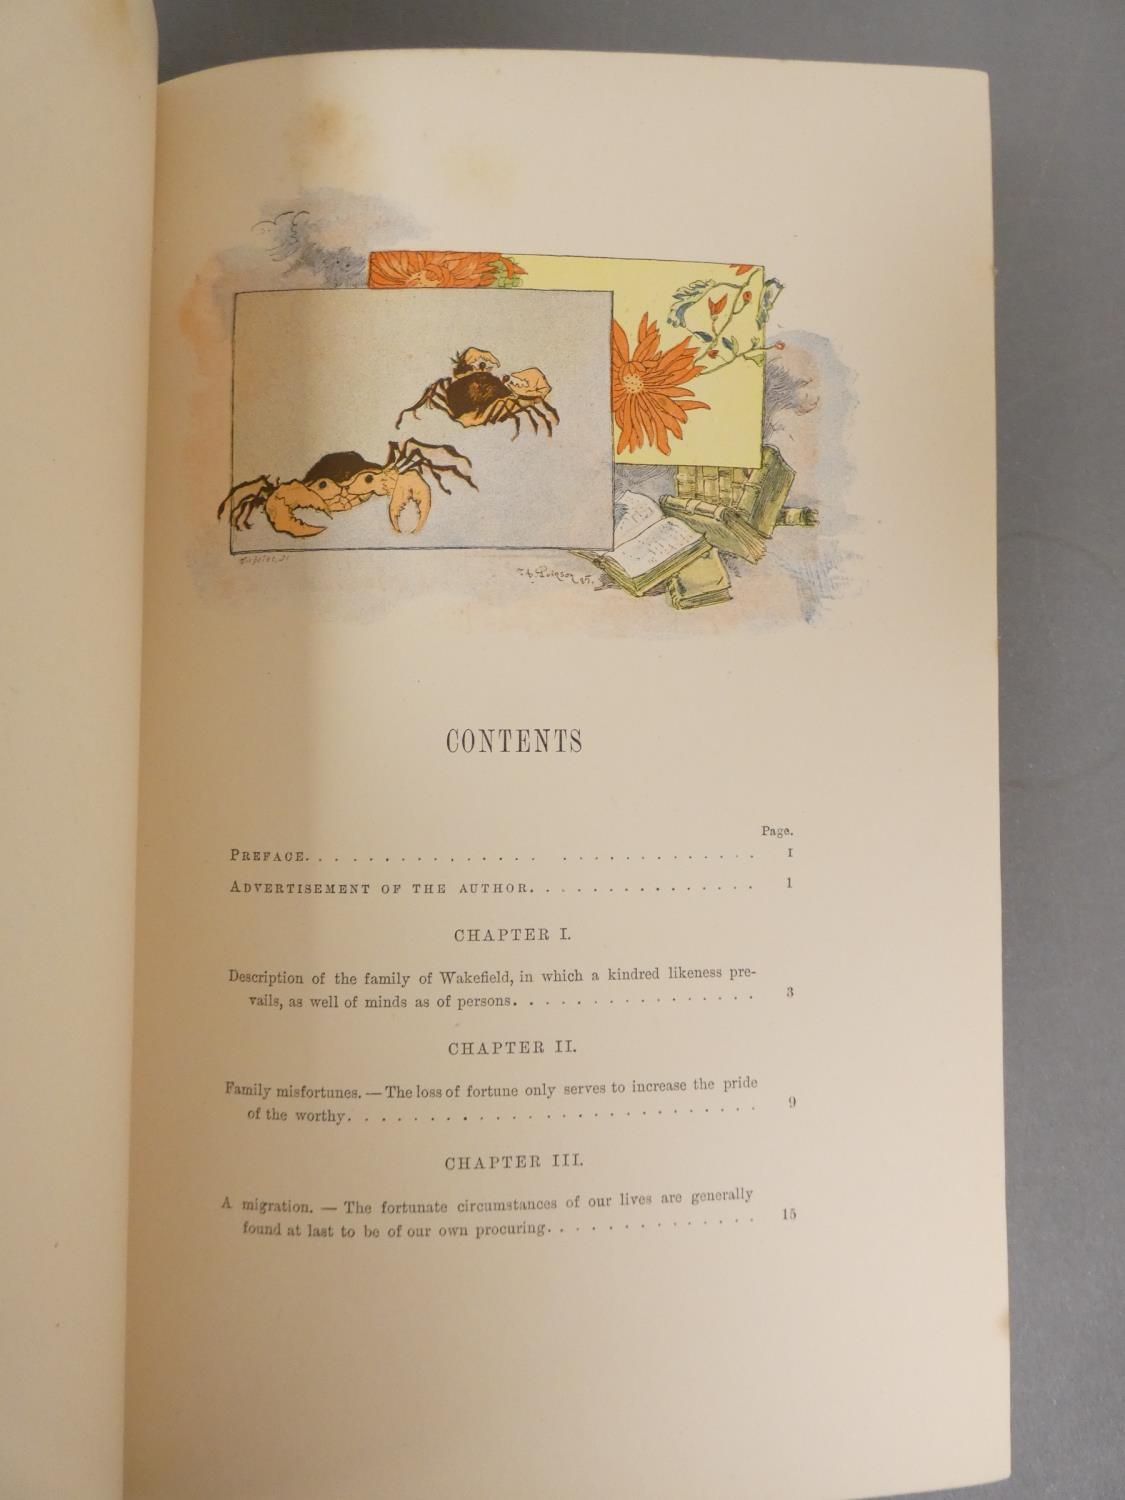 V. A. Poirson 85.
CONTENTS
Page.
PREFACE. . . . . . . . . . . . . . . . . . . . . . . . . . . . I
ADVERTISEMENT OF THE AUTHOR. . . . . . . . . . . . . . . 1
CHAPTER I.
Description of the family of Wakefield, in which a kindred likeness pre-
vails, as well of minds as of persons. . . . . . . . . . . . . . . . 3
CHAPTER II.
Family misfortunes. — The loss of fortune only serves to increase the pride
of the worthy. . . . . . . . . . . . . . . . . . . . . . . . . . 9
CHAPTER III.
A migration. — The fortunate circumstances of our lives are generally
found at last to be of our own procuring. . . . . . . . . . . . . . 15